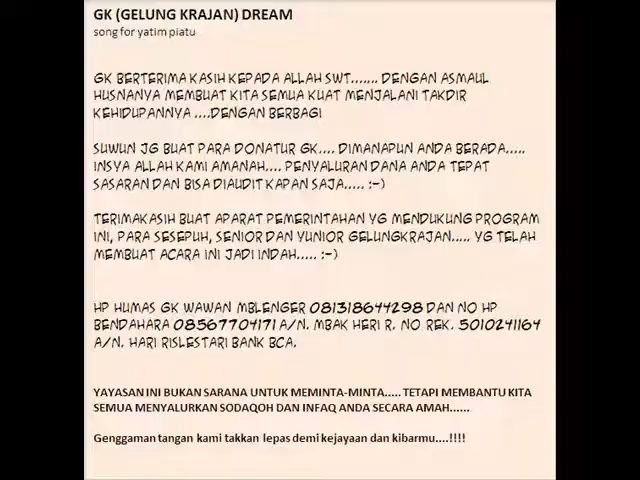 GK (GELUNG KRAJAN) DREAM
song for yatim piatu
GK BERTERIMA KASIH KEPADA ALLAH SWT....... DENGAN ASMAUL
HUSNANYA MEMBUAT KITA SEMUA KUAT MENJALANI TAKDIR
KEHIDUPANNYA ....DENGAN BERBAGI
SUWUN JG BUAT PARA DONATUR GK.... DIMANAPUN ANDA BERADA.....
INSYA ALLAH KAMI AMANAH.... PENYALURAN DANA ANDA TEPAT
SASARAN DAN BISA DIAUDIT KAPAN SAJA..... :-)
TERIMAKASIH BUAT APARAT PEMERINTAHAN YG MENDUKUNG PROGRAM
INI, PARA SESEPUH, SENIOR DAN YUNIOR GELUNGKRAJAN..... YG TELAH
MEMBUAT ACARA INI JADI INDAH..... :-)
HP HUMAS GK WAWAN MBLENGER 081318644298 DAN NO HP
BENDAHARA 08567704171 A/N. MBAK HERI R. NO REK. 5010241164
A/N. HARI RISLESTARI BANK BCA.
YAYASAN INI BUKAN SARANA UNTUK MEMINTA-MINTA..... TETAPI MEMBANTU KITA
SEMUA MENYALURKAN SODAQOH DAN INFAQ ANDA SECARA AMAH......
Genggaman tangan kami takkan lepas demi kejayaan dan kibarmu....!!!!